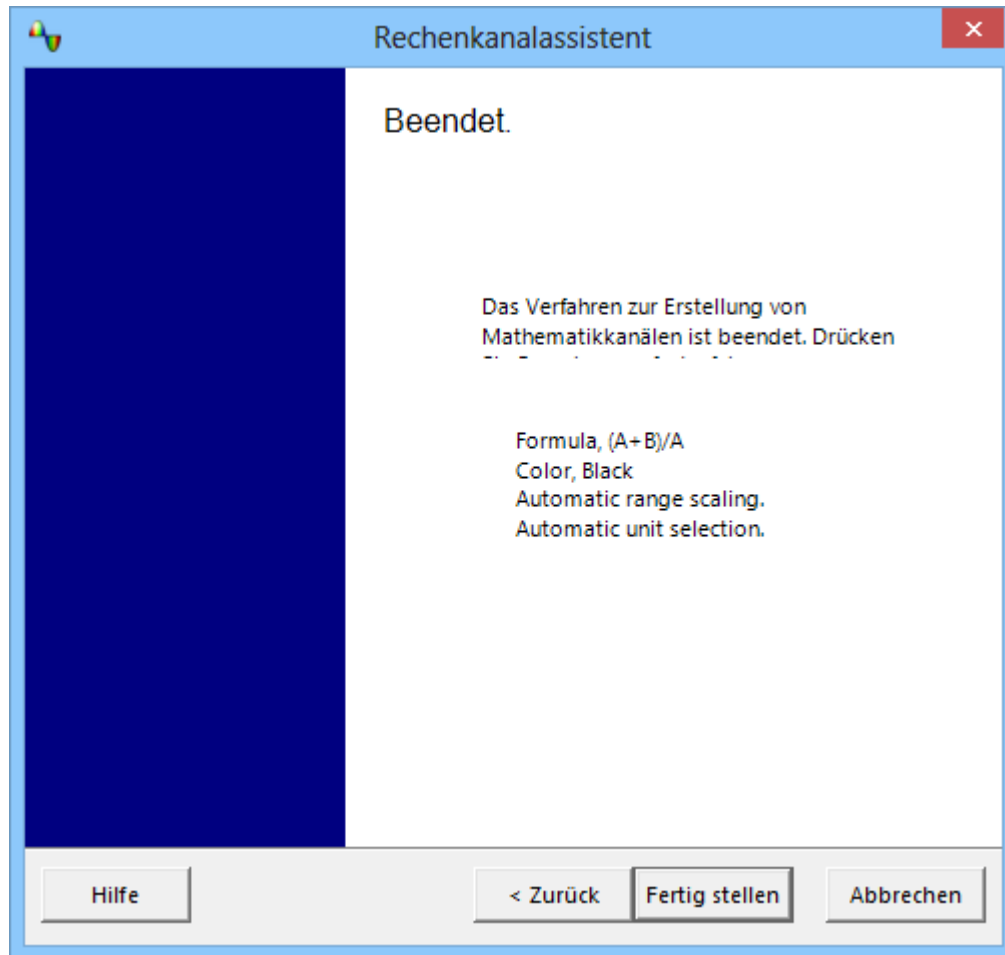 Rechenkanalassistent
Beendet.
Das Verfahren zur Erstellung von
Mathematikkanälen ist beendet. Drücken
Formula, (A+B)/A
Color, Black
Automatic range scaling.
Automatic unit selection.
Hilfe
< Zurück
Fertig stellen
Abbrechen